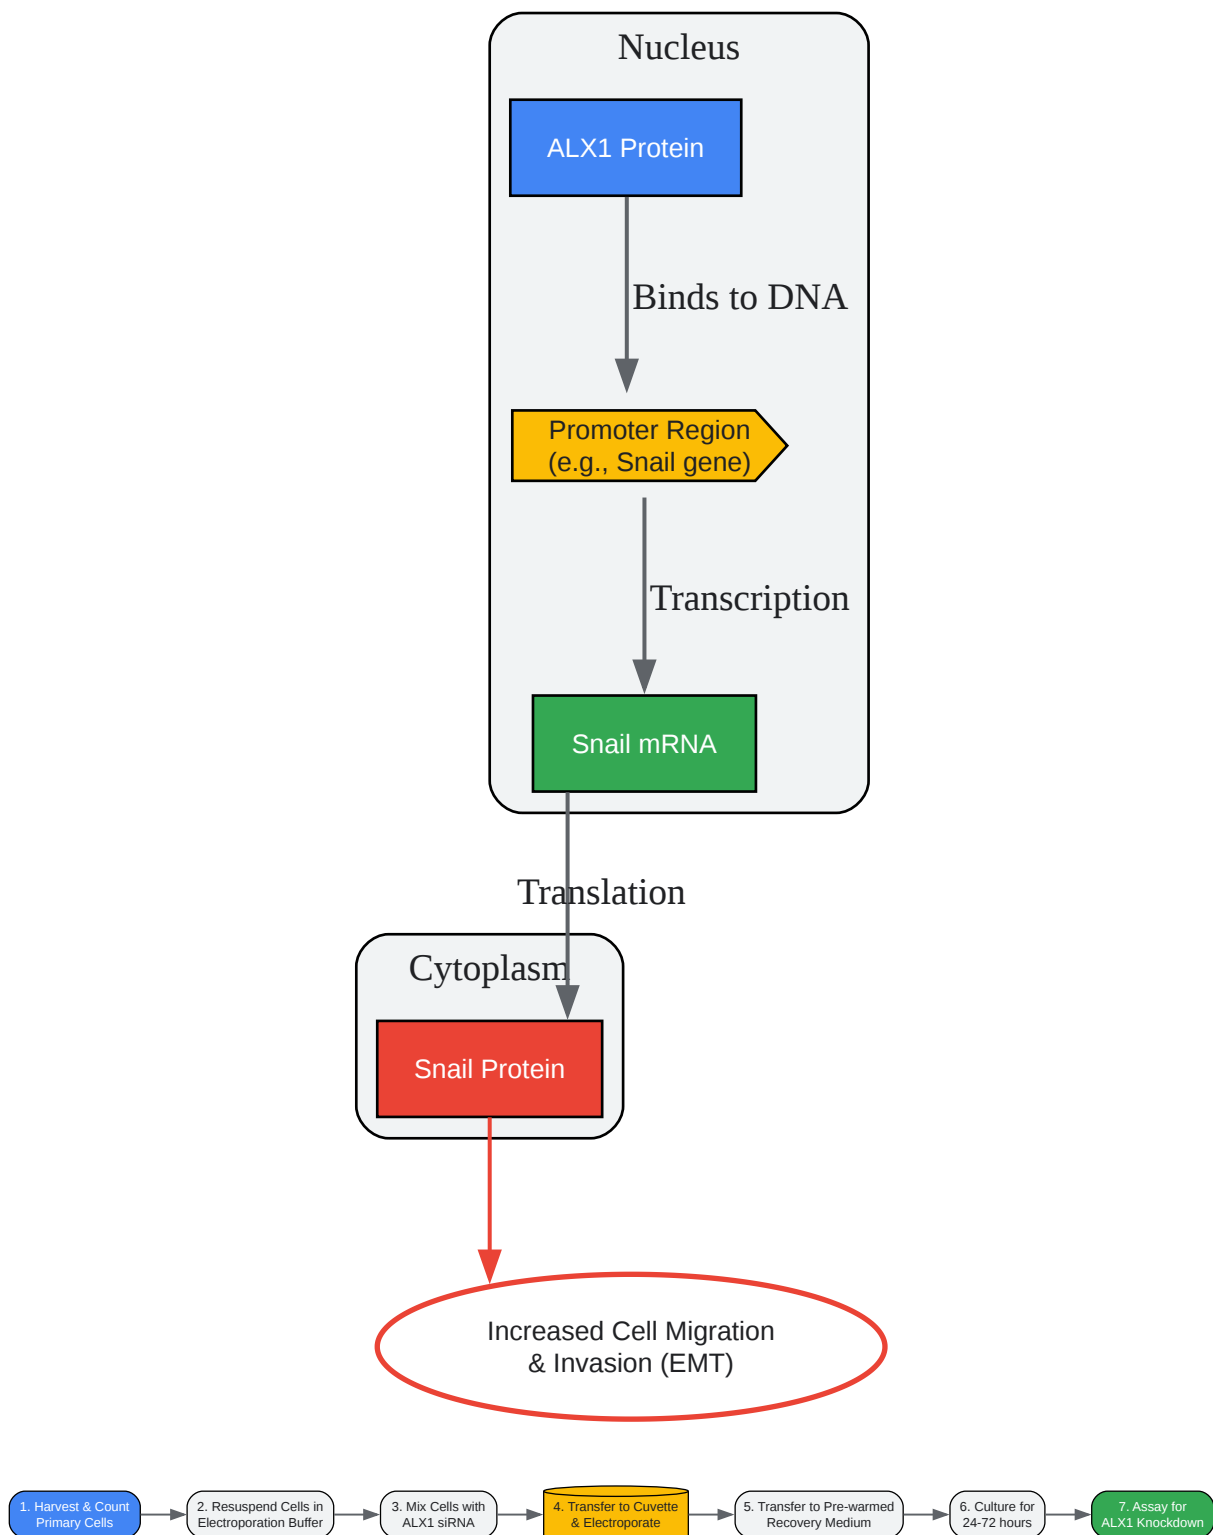 Nucleus
ALX1 Protein
Binds to DNA
Promoter Region
(e.g., Snail gene)
Transcription
Snail mRNA
Translation
Cytoplasm
Snail Protein
Increased Cell Migration
& Invasion (EMT)
1. Harvest & Count
Primary Cells
2. Resuspend Cells in
Electroporation Buffer
3. Mix Cells with
ALX1 siRNA
4. Transfer to Cuvette
& Electroporate
5. Transfer to Pre-warmed
Recovery Medium
6. Culture for
24-72 hours
7. Assay for
ALX1 Knockdown